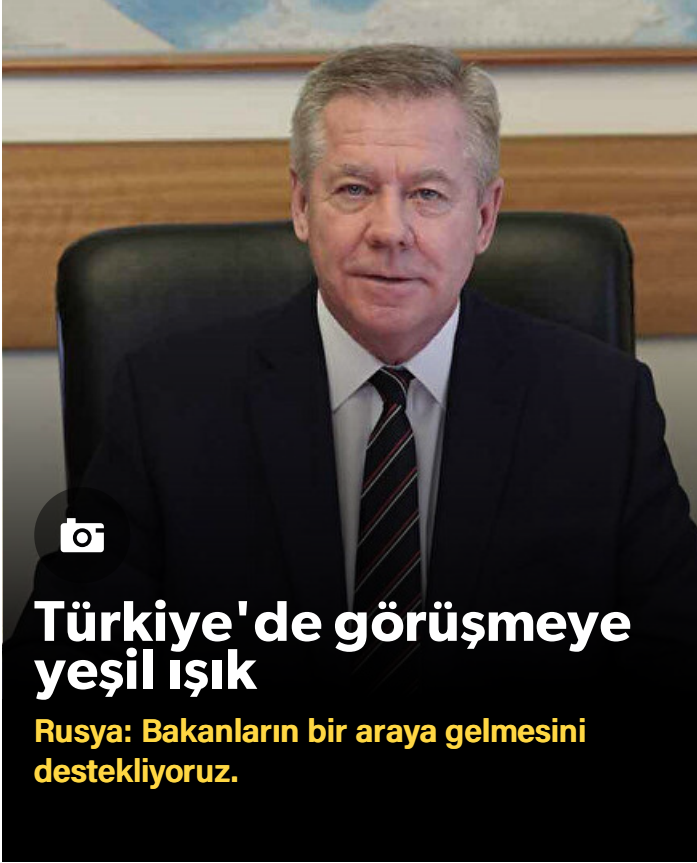 Türkiye'de görüşmeye
yeşil ışık
Rusya: Bakanların bir araya gelmesini
destekliyoruz.